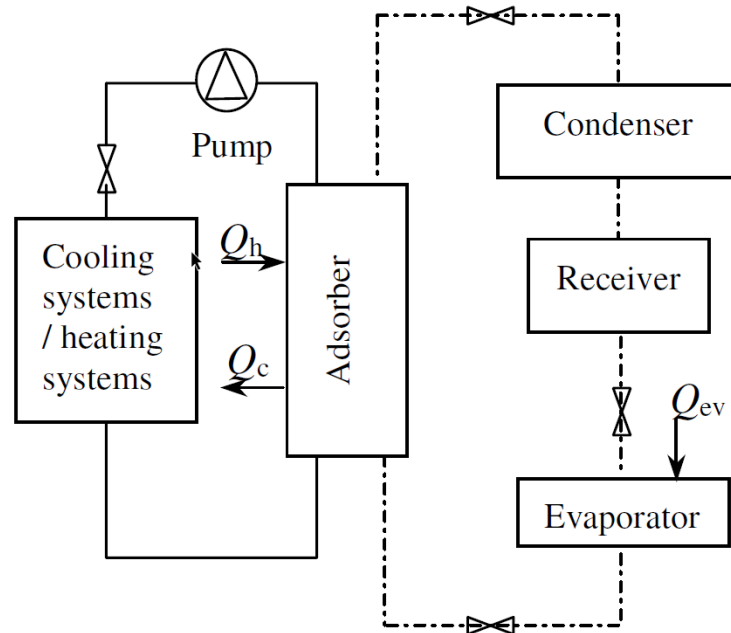 Pump
Condenser
Cooling
systems
/ heating
systems
Qh
Qc
Adsorber
Receiver
Qev
Evaporator